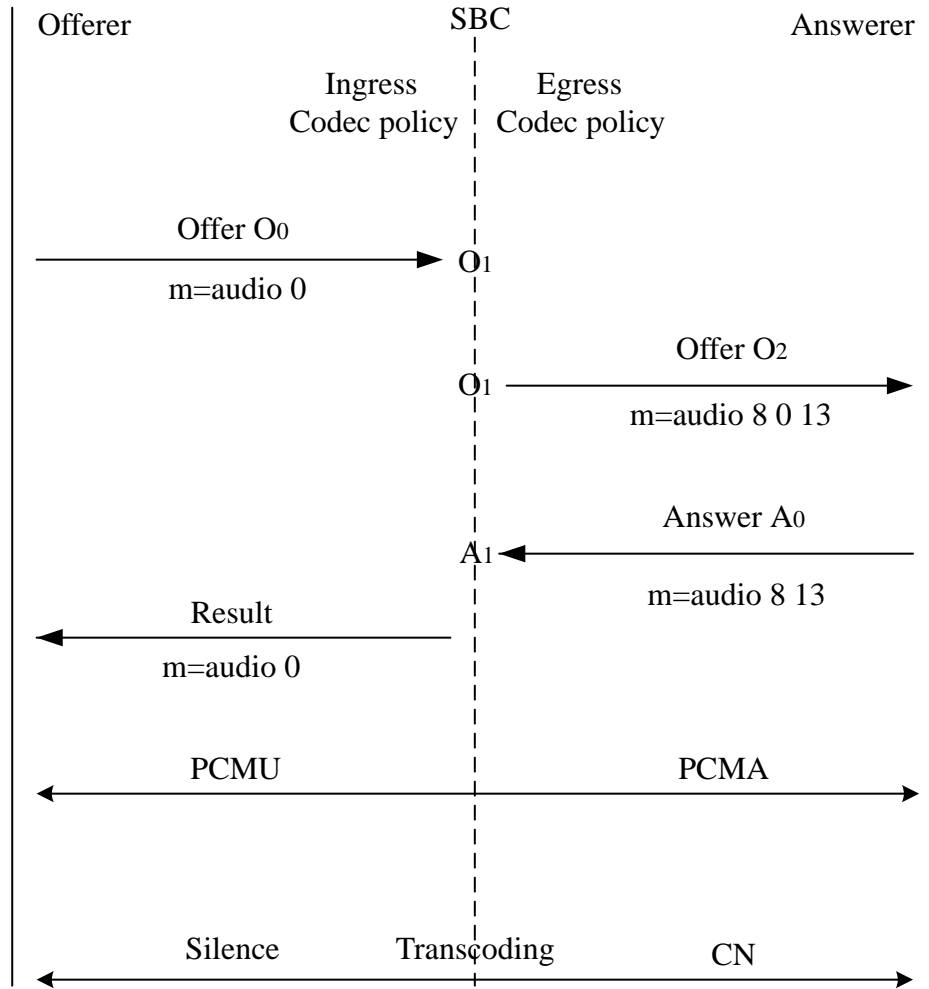 Offerer
SBC
Answerer
Ingress
Codec policy
Egress
Codec policy
Offer O0
m=audio 0
O1
Offer O2
O1
m=audio 8 0 13
Answer A0
A1
m=audio 8 13
Result
m=audio 0
PCMU
PCMA
Silence
Transcoding
CN